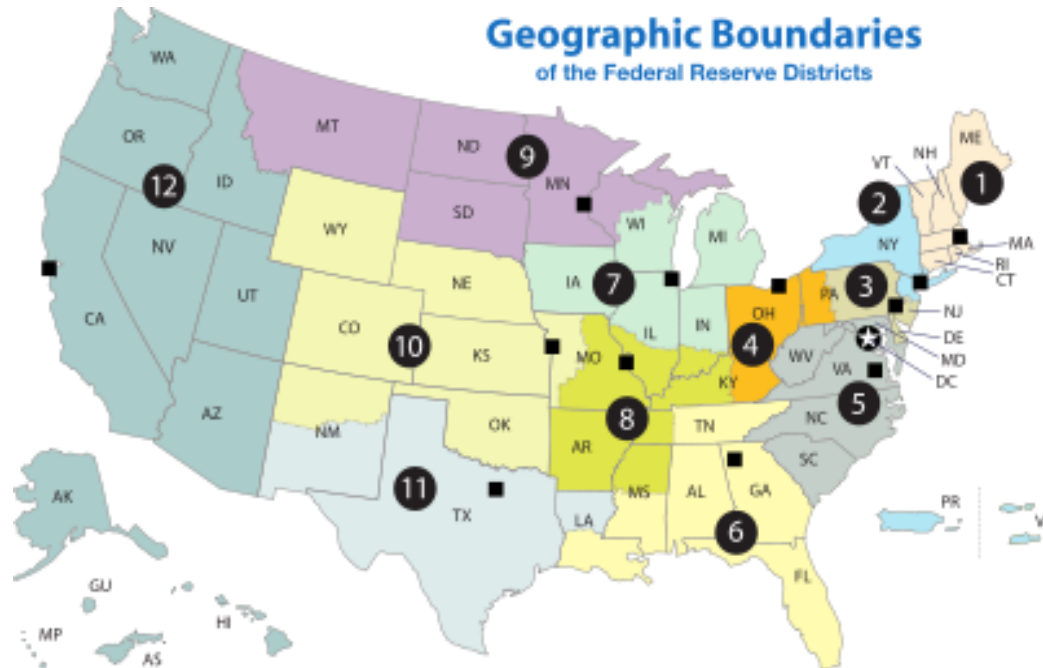 Geographic Boundaries
of the Federal Reserve Districts
WA
OR
12
ID
MT
ND
9
MN
SD
WI
MI
VT
NH
ME
1
2
NY
MA
RI
CT
3
PA
NJ
DE
MD
DC
NV
CA
UT
AZ
WY
NE
CO
10
KS
IA
7
IL
IN
OH
4
WV
VA
5
KY
MO
8
NM
OK
AR
TN
NC
SC
11
TX
LA
MS
AL
GA
6
FL
AK
GU
MP
AS
HI
PR